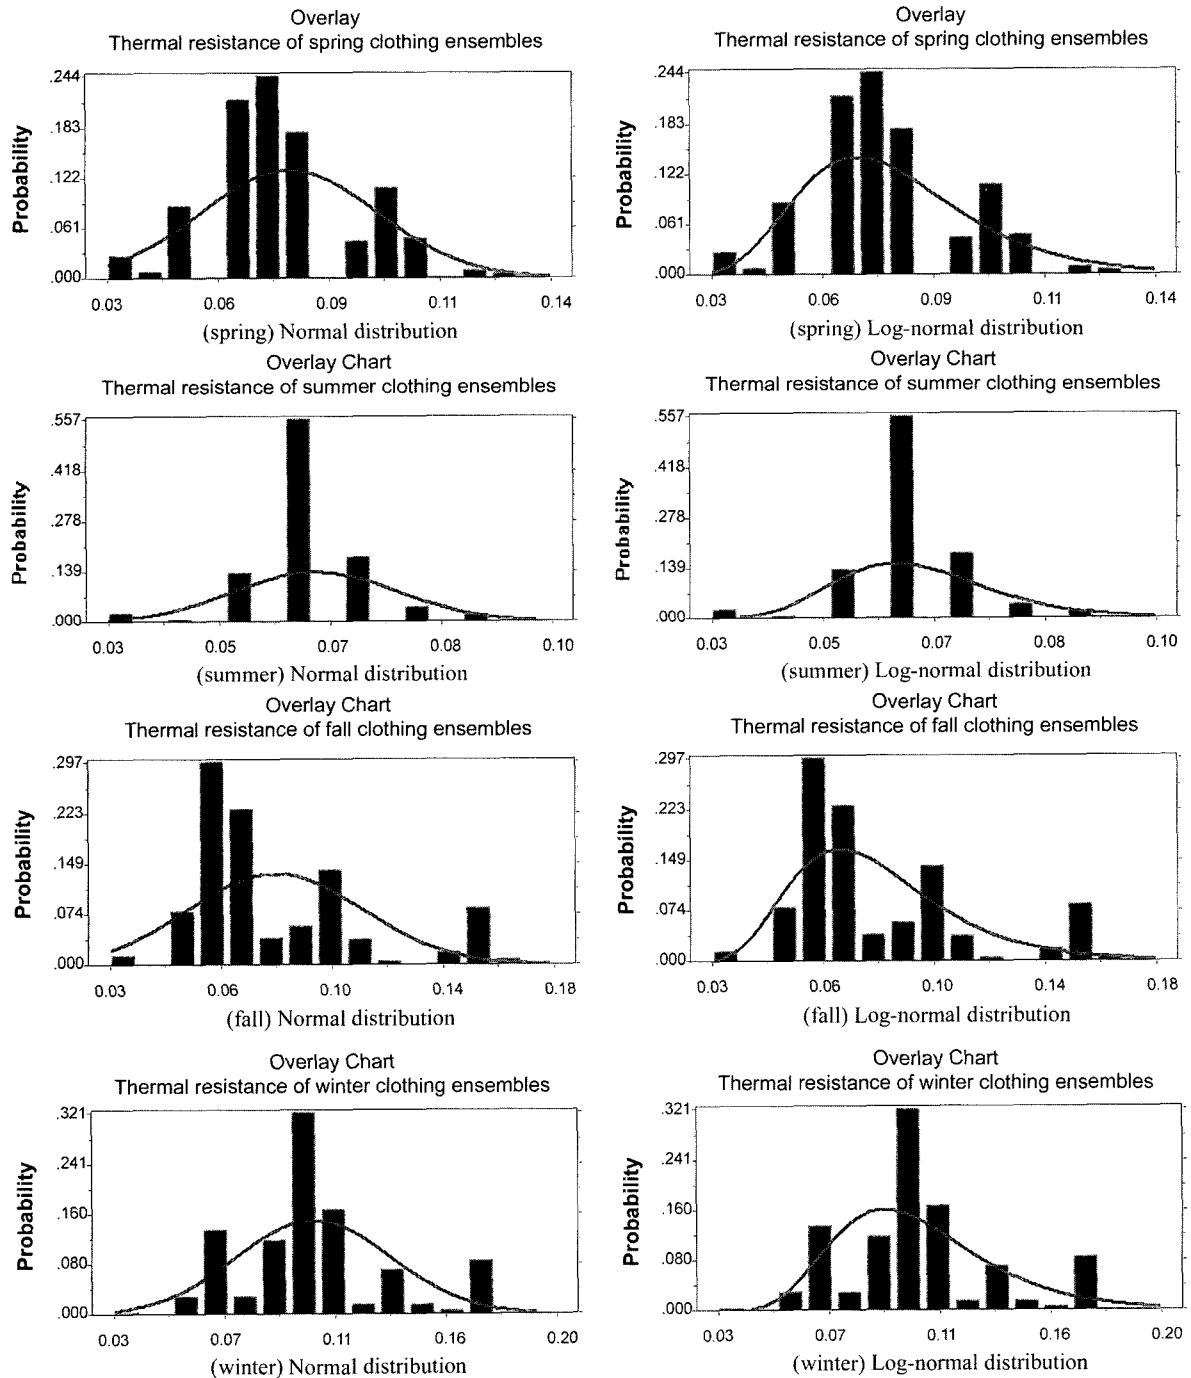 Overlay
Thermal resistance of spring clothing ensembles
Probability
.244
.183
.122
.061
.000
0.03 0.06 0.09 0.11 0.14
(spring) Normal distribution
Overlay
Thermal resistance of spring clothing ensembles
Probability
.244
.183
.122
.061
.000
0.03 0.06 0.09 0.11 0.14
(spring) Log-normal distribution
Overlay Chart
Thermal resistance of summer clothing ensembles
Probability
.557
.418
.278
.139
.000
0.03 0.05 0.07 0.08 0.10
(summer) Normal distribution
Overlay Chart
Thermal resistance of summer clothing ensembles
Probability
.557
.418
.278
.139
.000
0.03 0.05 0.07 0.08 0.10
(summer) Log-normal distribution
Overlay Chart
Thermal resistance of fall clothing ensembles
Probability
.297
.223
.149
.074
.000
0.03 0.06 0.10 0.14 0.18
(fall) Normal distribution
Overlay Chart
Thermal resistance of fall clothing ensembles
Probability
.297
.223
.149
.074
.000
0.03 0.06 0.10 0.14 0.18
(fall) Log-normal distribution
Overlay Chart
Thermal resistance of winter clothing ensembles
Probability
.321
.241
.160
.080
.000
0.03 0.07 0.11 0.16 0.20
(winter) Normal distribution
Overlay Chart
Thermal resistance of winter clothing ensembles
Probability
.321
.241
.160
.080
.000
0.03 0.07 0.11 0.16 0.20
(winter) Log-normal distribution